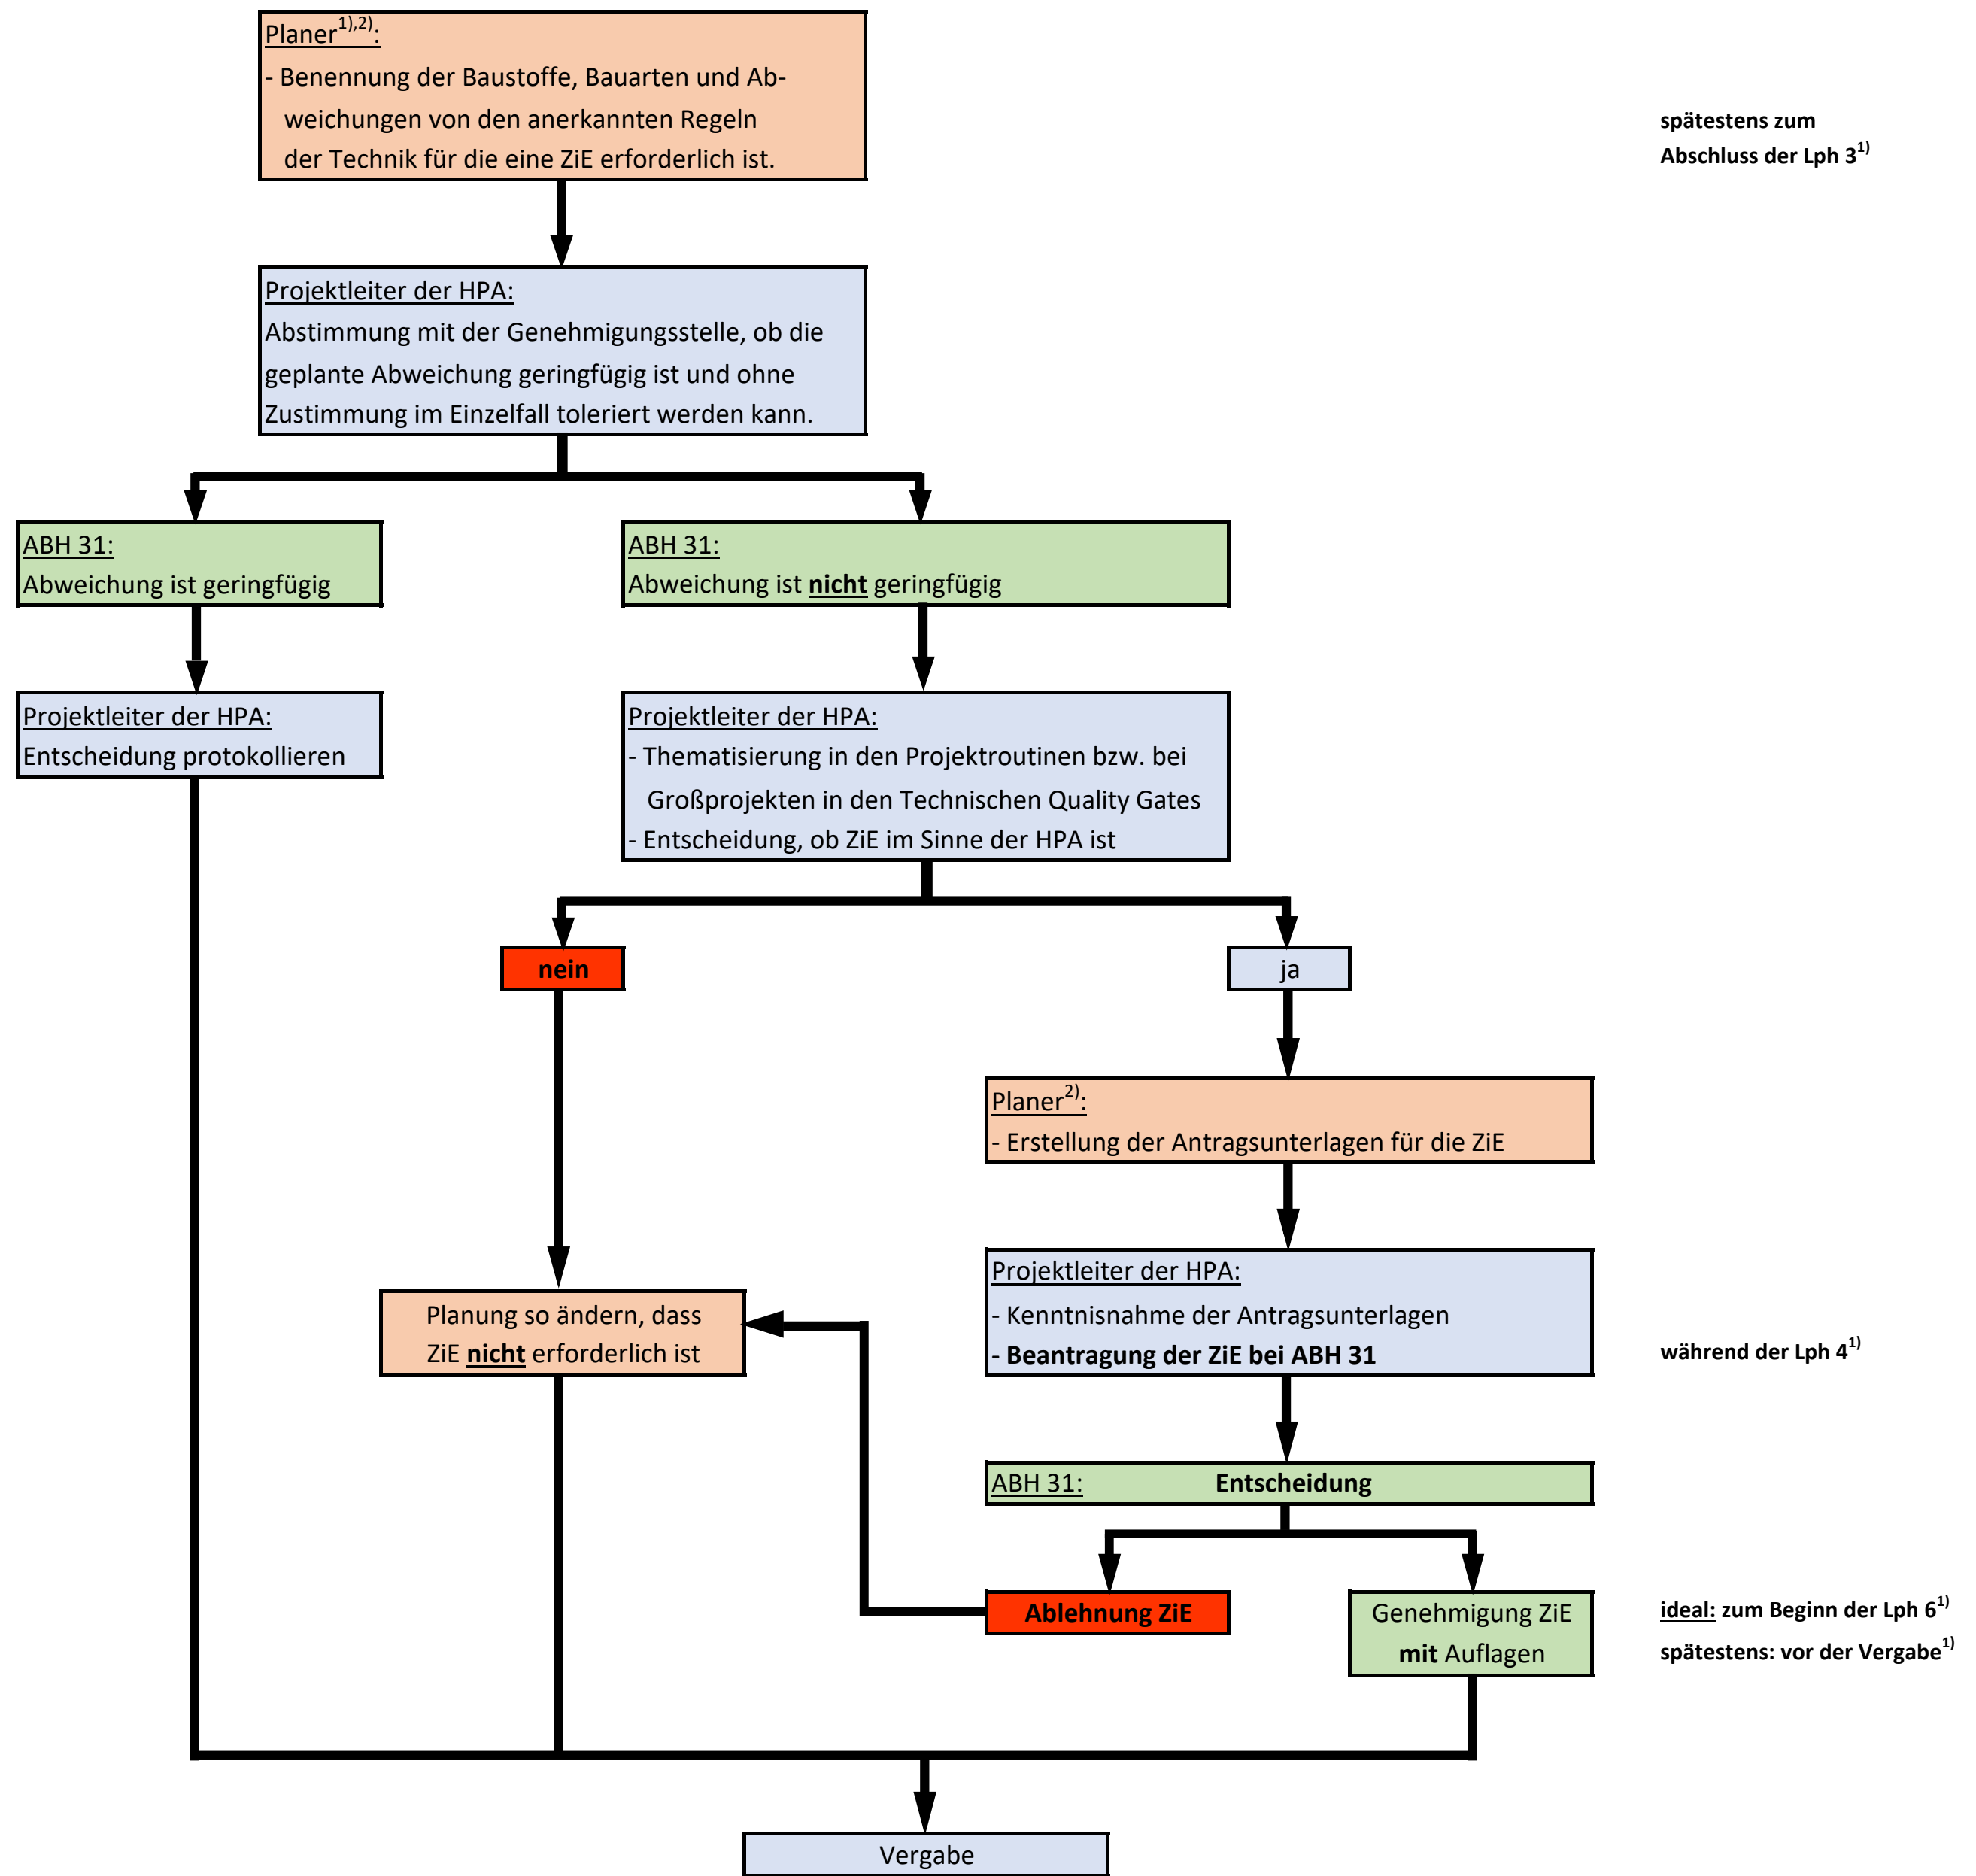 Planer1),2):
- Benennung der Baustoffe, Bauarten und Ab-
weichungen von den anerkannten Regeln
der Technik für die eine ZiE erforderlich ist.
spätestens zum
Abschluss der Lph 31)
Projektleiter der HPA:
Abstimmung mit der Genehmigungsstelle, ob die
geplante Abweichung geringfügig ist und ohne
Zustimmung im Einzelfall toleriert werden kann.
ABH 31:
Abweichung ist geringfügig
ABH 31:
Abweichung ist nicht geringfügig
Projektleiter der HPA:
Entscheidung protokollieren
Projektleiter der HPA:
- Thematisierung in den Projektroutinen bzw. bei
Großprojekten in den Technischen Quality Gates
- Entscheidung, ob ZiE im Sinne der HPA ist
nein
ja
Planer2):
- Erstellung der Antragsunterlagen für die ZiE
Projektleiter der HPA:
- Kenntnisnahme der Antragsunterlagen
- Beantragung der ZiE bei ABH 31
während der Lph 41)
Planung so ändern, dass
ZiE nicht erforderlich ist
ABH 31: Entscheidung
Ablehnung ZiE
Genehmigung ZiE
mit Auflagen
ideal: zum Beginn der Lph 61)
spätestens: vor der Vergabe1)
Vergabe